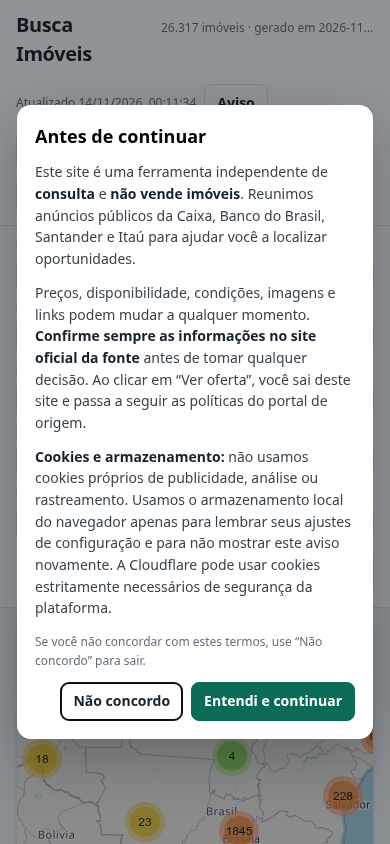 Busca
Imóveis
26.317 imóveis · gerado em 2026-11...
Atualizado 14/11/2026, 00:11:34
Aviso
Antes de continuar
Este site é uma ferramenta independente de
consulta e não vende imóveis. Reunimos
anúncios públicos da Caixa, Banco do Brasil,
Santander e Itaú para ajudar você a localizar
oportunidades.
Preços, disponibilidade, condições, imagens e
links podem mudar a qualquer momento.
Confirme sempre as informações no site
oficial da fonte antes de tomar qualquer
decisão. Ao clicar em “Ver oferta”, você sai deste
site e passa a seguir as políticas do portal de
origem.
Cookies e armazenamento: não usamos
cookies próprios de publicidade, análise ou
rastreamento. Usamos o armazenamento local
do navegador apenas para lembrar seus ajustes
de configuração e para não mostrar este aviso
novamente. A Cloudflare pode usar cookies
estritamente necessários de segurança da
plataforma.
Se você não concordar com estes termos, use “Não
concordo” para sair.
Não concordo
Entendi e continuar
18
4
228
Salvador
Brasil
23
1845
Brasília
Bolivia